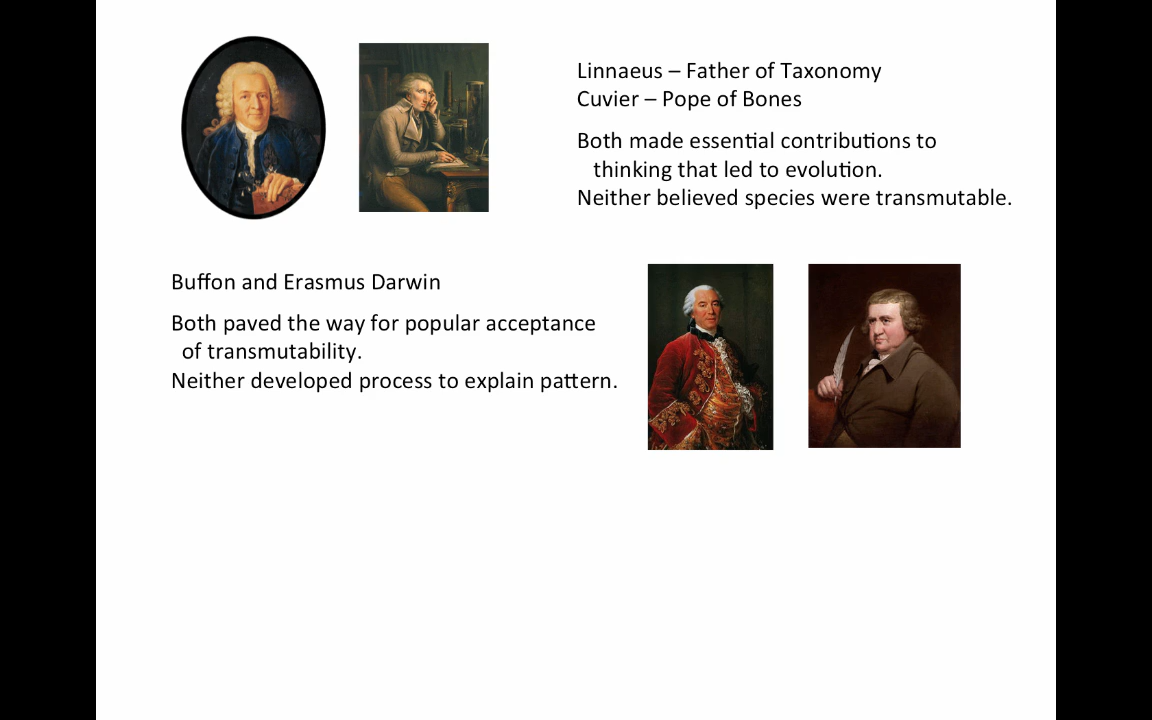 Linnaeus – Father of Taxonomy
Cuvier – Pope of Bones
Both made essential contributions to
thinking that led to evolution.
Neither believed species were transmutable.
Buffon and Erasmus Darwin
Both paved the way for popular acceptance
of transmutability.
Neither developed process to explain pattern.